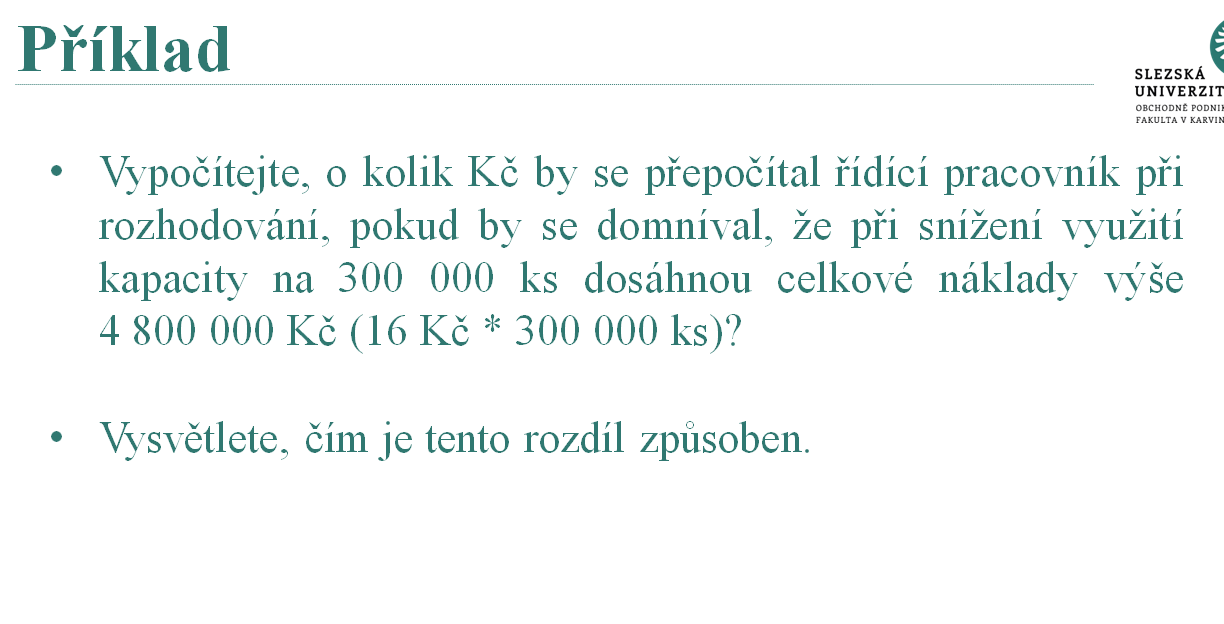 Příklad
SLEZSKÁ
UNIVERZIT
OBCHODNĚ PODNIK
FAKULTA V KARVIN
• Vypočítejte, o kolik Kč by se přepočítal řídící pracovník při
rozhodování, pokud by se domníval, že při snížení využití
kapacity na 300 000 ks dosáhnou celkové náklady výše
4 800 000 Kč (16 Kč * 300 000 ks)?
• Vysvětlete, čím je tento rozdíl způsoben.